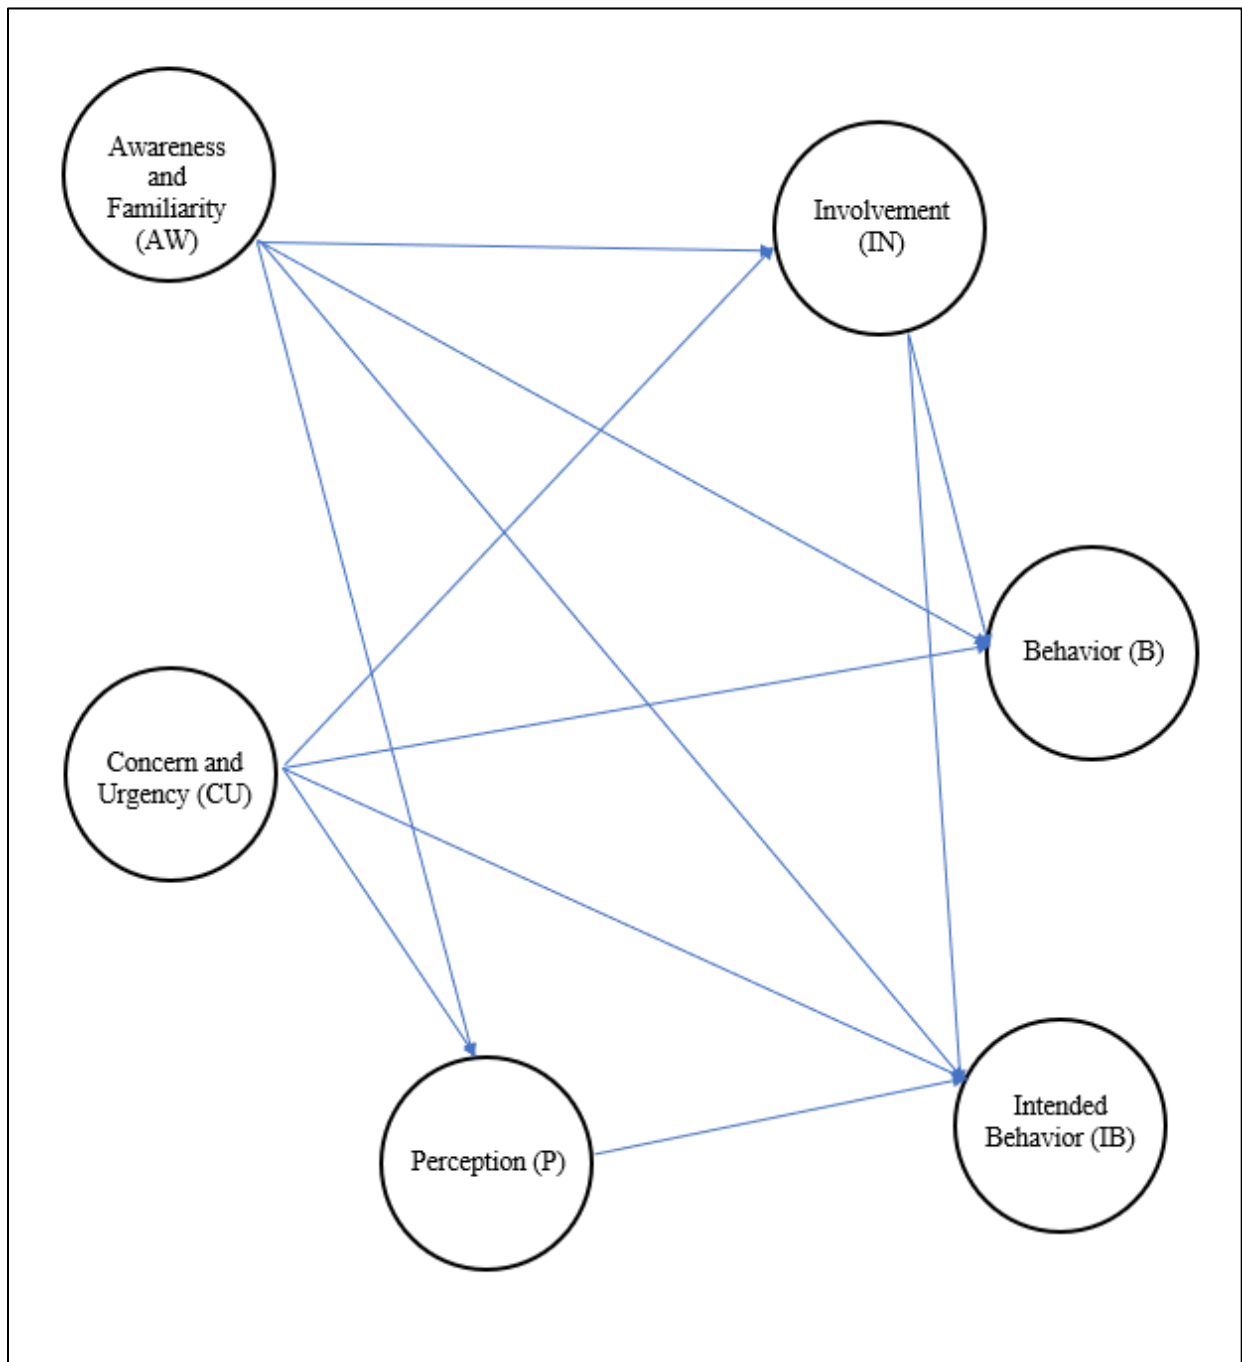 Awareness
and
Familiarity
(AW)
Involvement
(IN)
Behavior (B)
Concern and
Urgency (CU)
Intended
Behavior (IB)
Perception (P)